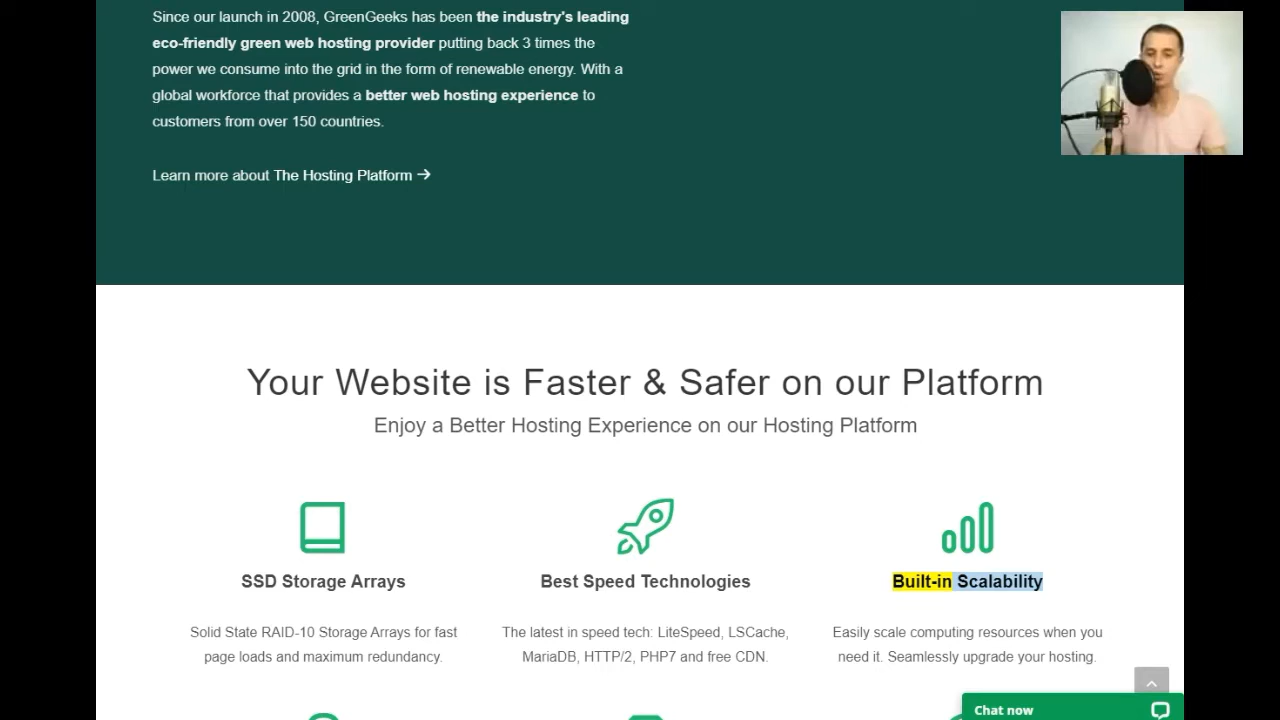 Since our launch in 2008, GreenGeeks has been the industry's leading
eco-friendly green web hosting provider putting back 3 times the
power we consume into the grid in the form of renewable energy. With a
global workforce that provides a better web hosting experience to
customers from over 150 countries.
Learn more about The Hosting Platform →
Your Website is Faster & Safer on our Platform
Enjoy a Better Hosting Experience on our Hosting Platform
SSD Storage Arrays
Solid State RAID-10 Storage Arrays for fast
page loads and maximum redundancy.
Best Speed Technologies
The latest in speed tech: LiteSpeed, LSCache,
MariaDB, HTTP/2, PHP7 and free CDN.
Built-in Scalability
Easily scale computing resources when you
need it. Seamlessly upgrade your hosting.
Chat now